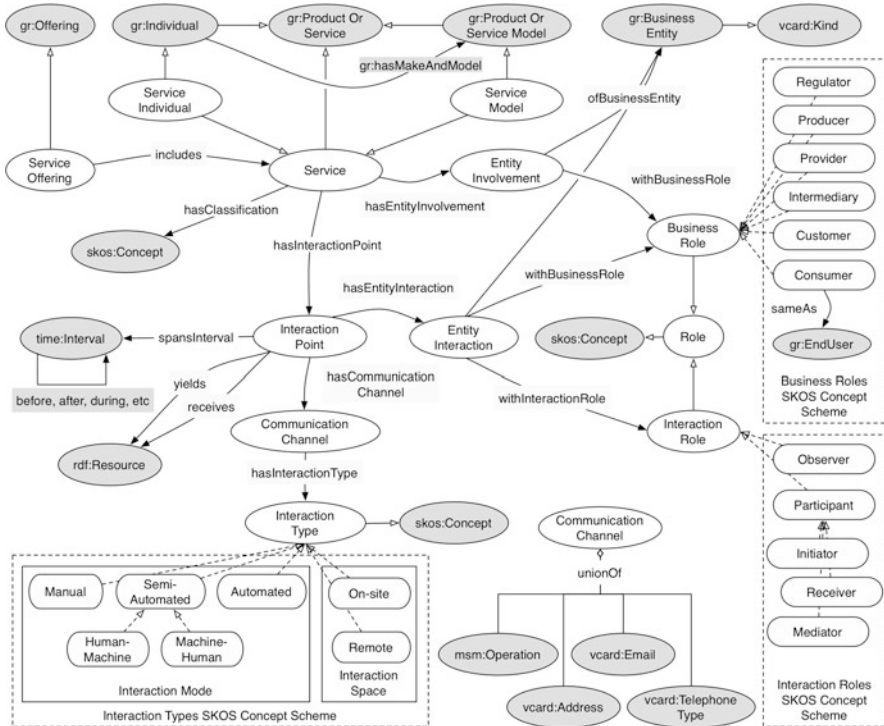 gr:Offering
gr:Individual
gr:Product Or
Service
gr:Product Or
Service Model
gr:Business
Entity
vcard:Kind
gr:hasMakeAndModel
Service
Individual
Service
Model
ofBusinessEntity
Regulator
Producer
Provider
Intermediary
Customer
Consumer
sameAs
gr:EndUser
Business Roles
SKOS Concept
Scheme
Service
Offering
includes
Service
Entity
Involvement
hasEntityInvolvement
withBusinessRole
hasClassification
skos:Concept
hasInteractionPoint
Business
Role
hasEntityInteraction
withBusinessRole
time:Interval
spansInterval
Interaction
Point
Entity
Interaction
skos:Concept
Role
before, after, during, etc
yields
receives
hasCommunication
Channel
withInteractionRole
Communication
Channel
Interaction
Role
rdf:Resource
hasInteractionType
Observer
Participant
Initiator
Receiver
Mediator
Interaction Roles
SKOS Concept
Scheme
Interaction
Type
skos:Concept
Communication
Channel
unionOf
Manual
Semi-
Automated
Automated
On-site
Human-
Machine
Machine-
Human
Remote
Interaction Mode
Interaction
Space
Interaction Types SKOS Concept Scheme
msm:Operation
vcard:Email
vcard:Address
vcard:Telephone
Type